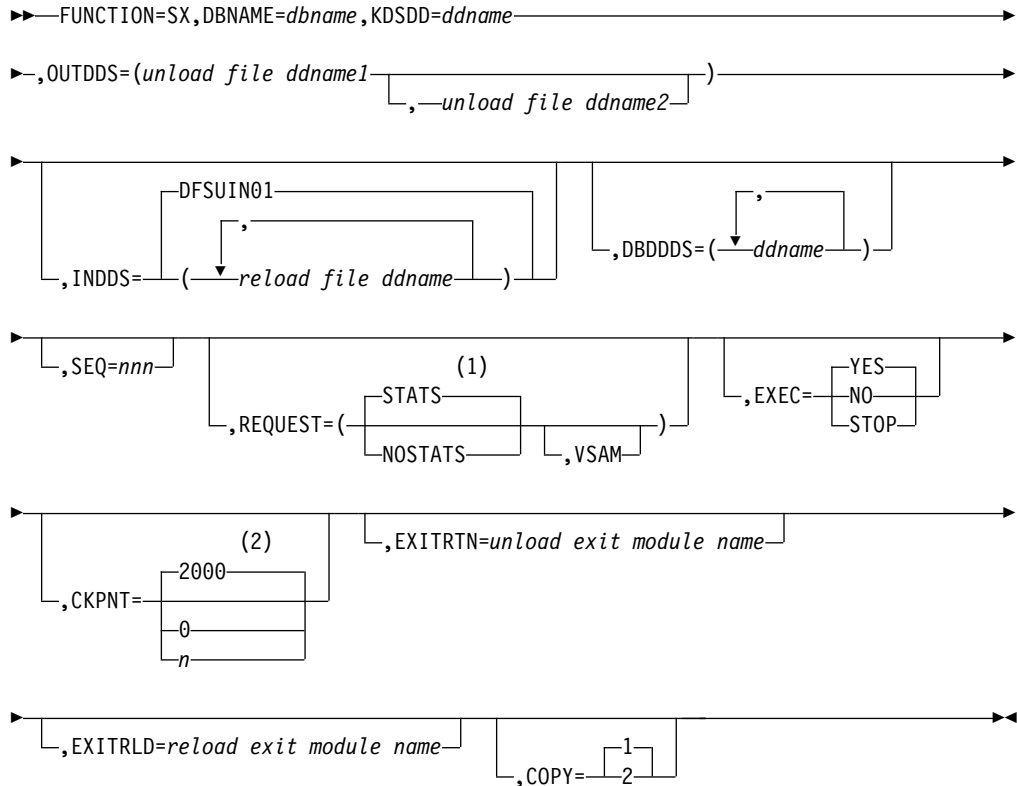 FUNCTION=SX,DBNAME=dbname,KDSDD=ddname
,OUTDDS=(unload file ddname1 )
,unload file ddname2
DFSUIN01
,
,
,INDDS= (reload file ddname)
,DBDDDS=(ddname)
,SEQ=nnn
(1)
STATS
YES
,REQUEST=( )
,EXEC= NO
NOSTATS
,VSAM
STOP
(2)
,EXITRTN=unload exit module name
2000
,CKPNT=
0
n
,EXITRLD=reload exit module name
1
,COPY= 2